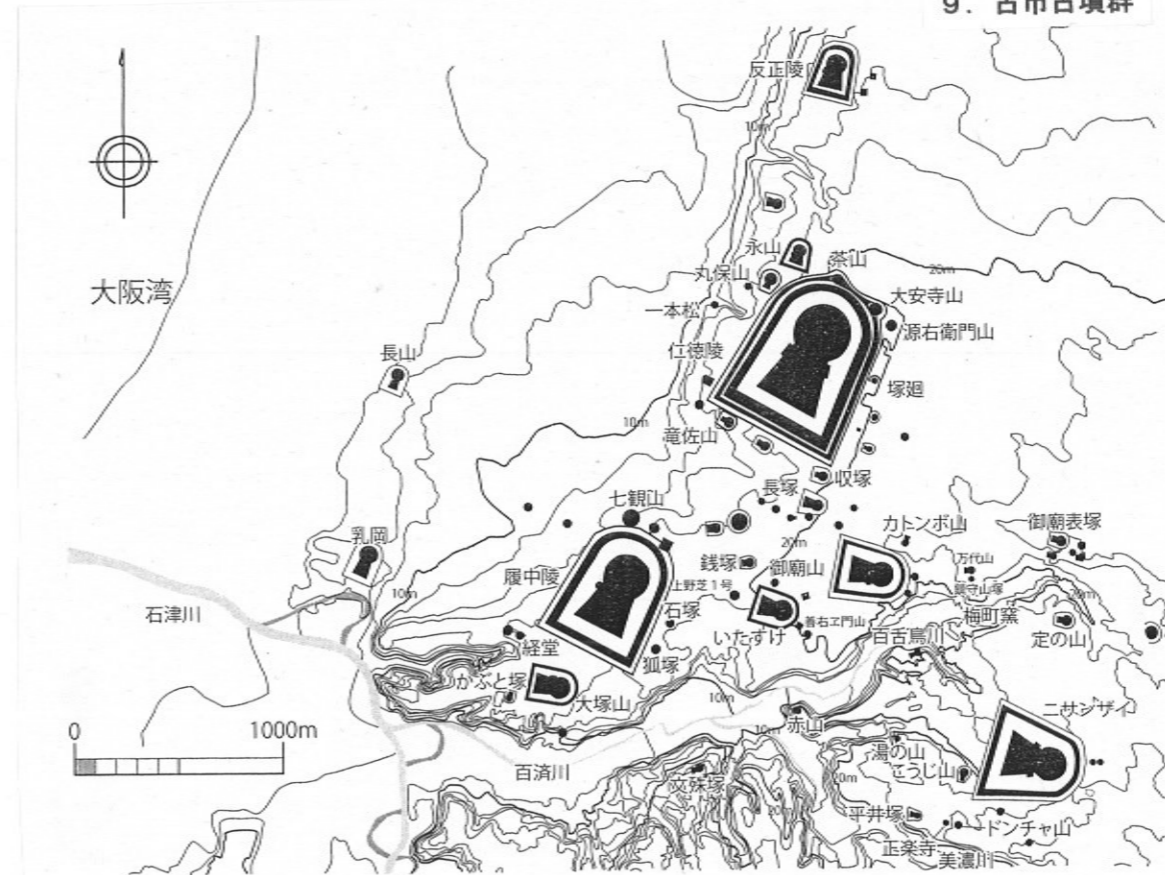 9. 古市古墳群
反正陵
10m
永山
茶山
20m
丸保山
大安寺山
一本松
源右衛門山
大阪湾
仁徳陵
長山
塚廻
10m
竜佐山
収塚
長塚
七観山
カトンボ山
御廟表塚
乳岡
20m
銭塚
御廟山
万代山
履中陵
上野芝1号
鎮守山塚
10m
20m
石津川
石塚
梅町窯
いたすけ
善右ヱ門山
百舌鳥川
定の山
経堂
狐塚
かぶと塚
大塚山
10m
赤山
ニサンザイ
0
1000m
10m
湯の山
百済川
こうじ山
文殊塚
20m
平井塚
ドンチャ山
正楽寺
美濃川